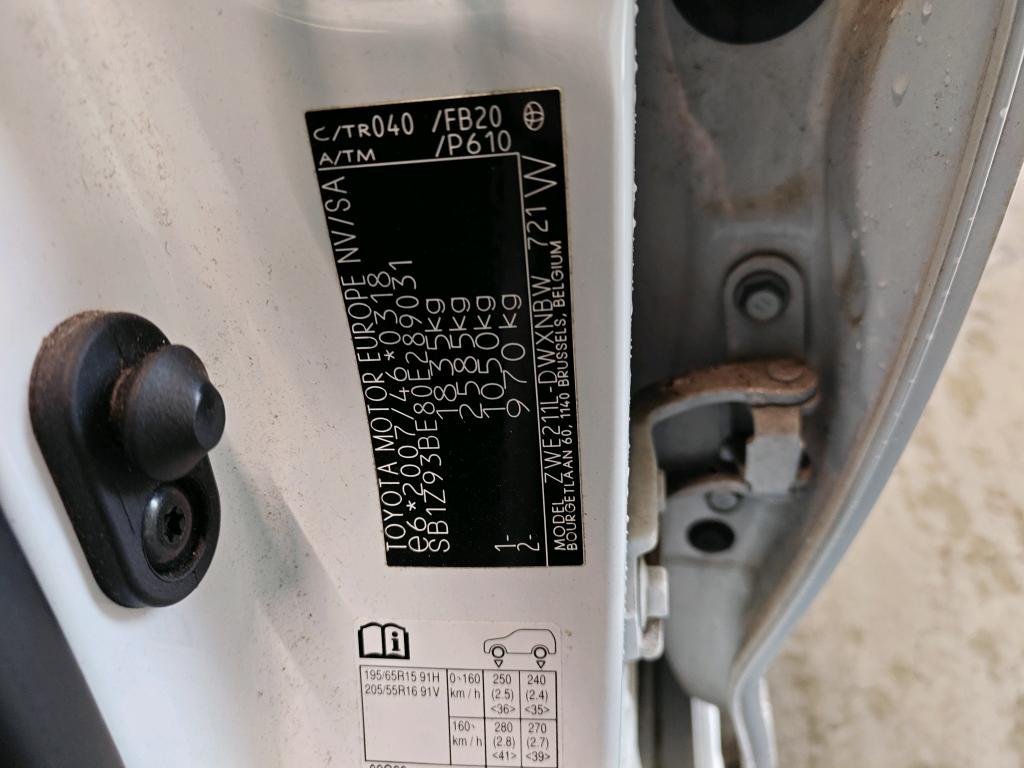 C/TR040 /FB20
A/TM /P610
TOYOTA MOTOR EUROPE NV/SA
e6*2007/46*0318
SB1Z93BE80E289031
1835kg
2585kg
1- 1050kg
2- 970kg
MODEL ZWE211L-DWXNBW 721W
BOURGETLAAN 60, 1140 BRUSSELS, BELGIUM
i
195/65R15 91H 0~160 250 240
205/55R16 91V km/h (2.5) (2.4)
<36> <35>
160~ 280 270
km/h (2.8) (2.7)
<41> <39>